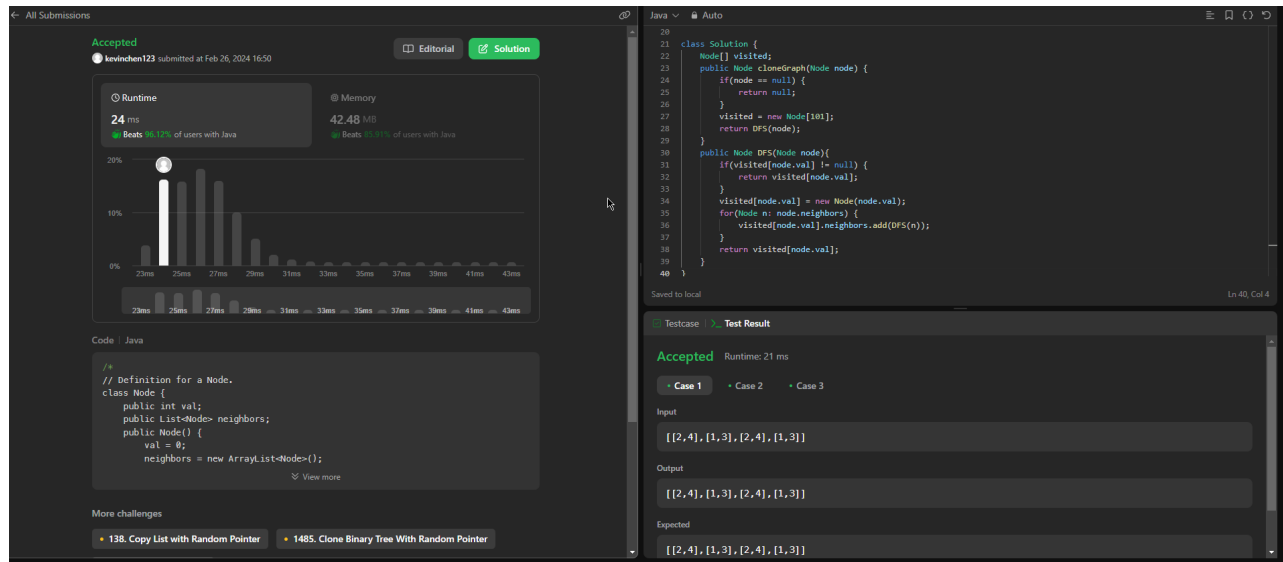 ← All Submissions
Accepted
kevinchen123 submitted at Feb 26, 2024 16:50
Editorial
Solution
Runtime
24 ms
Beats 96.12% of users with Java
Memory
42.48 MB
Beats 85.91% of users with Java
20%
10%
0%
23ms 25ms 27ms 29ms 31ms 33ms 35ms 37ms 39ms 41ms 43ms
23ms 25ms 27ms 29ms 31ms 33ms 35ms 37ms 39ms 41ms 43ms
Code | Java
/*
// Definition for a Node.
class Node {
    public int val;
    public List<Node> neighbors;
    public Node() {
        val = 0;
        neighbors = new ArrayList<Node>();
View more
More challenges
138. Copy List with Random Pointer
1485. Clone Binary Tree With Random Pointer
Java Auto
20
21 class Solution {
22     Node[] visited;
23     public Node cloneGraph(Node node) {
24         if(node == null) {
25             return null;
26         }
27         visited = new Node[101];
28         return DFS(node);
29     }
30     public Node DFS(Node node){
31         if(visited[node.val] != null) {
32             return visited[node.val];
33         }
34         visited[node.val] = new Node(node.val);
35         for(Node n: node.neighbors) {
36             visited[node.val].neighbors.add(DFS(n));
37         }
38         return visited[node.val];
39     }
40 }
Saved to local
Ln 40, Col 4
Testcase | >_ Test Result
Accepted Runtime: 21 ms
• Case 1 • Case 2 • Case 3
Input
[[2,4],[1,3],[2,4],[1,3]]
Output
[[2,4],[1,3],[2,4],[1,3]]
Expected
[[2,4],[1,3],[2,4],[1,3]]